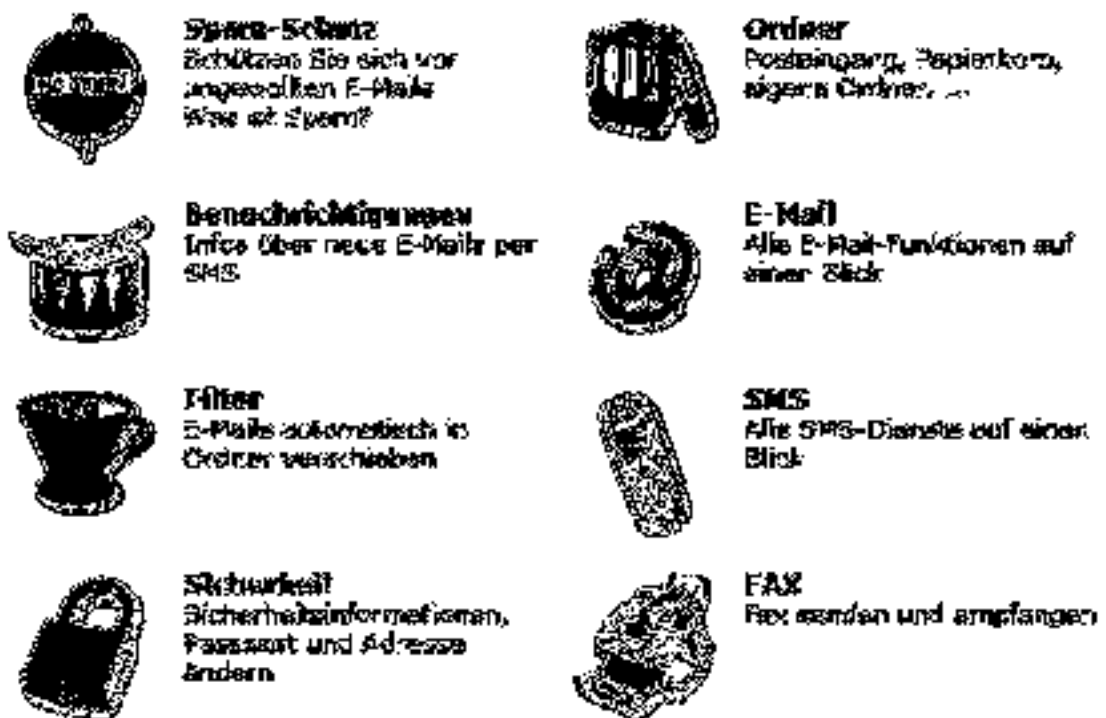 Spam-Schutz
Schützen Sie sich vor
ungewollten E-Mails
Was ist Spam?
Ordner
Posteingang, Papierkorb,
eigene Ordner, ...
Benachrichtigungen
Infos über neue E-Mails per
SMS
E-Mail
Alle E-Mail-Funktionen auf
einen Blick
Filter
E-Mails automatisch in
Ordner verschieben
SMS
Alle SMS-Dienste auf einen
Blick
Sicherheit
Sicherheitsinformationen,
Passwort und Adresse
ändern
FAX
Fax senden und empfangen